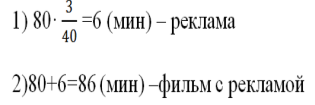 1) 80· 3/40 =6 (мин) – реклама
2)80+6=86 (мин) –фильм с рекламой